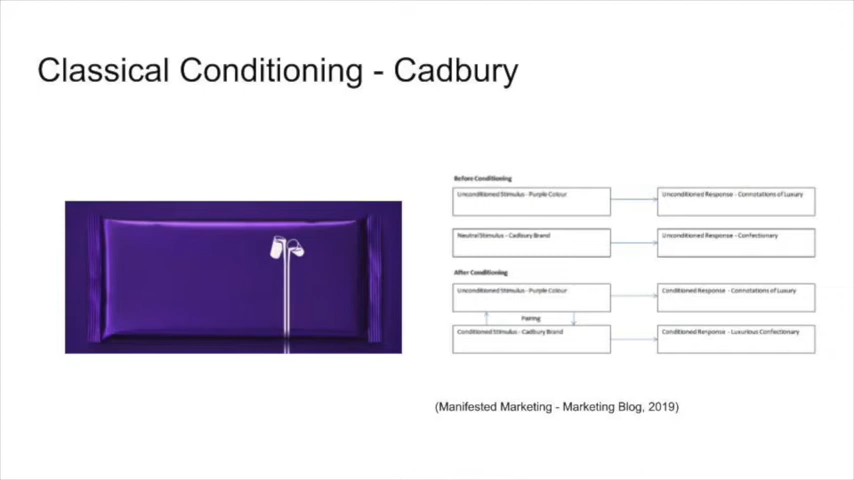 Classical Conditioning - Cadbury
Before Conditioning
Unconditioned Stimulus - Purple Colour
Unconditioned Response - Connotations of Luxury
Neutral Stimulus - Cadbury Brand
Unconditioned Response - Confectionary
After Conditioning
Unconditioned Stimulus - Purple Colour
Conditioned Response - Connotations of Luxury
Pairing
Conditioned Stimulus - Cadbury Brand
Conditioned Response - Luxurious Confectionary
(Manifested Marketing - Marketing Blog, 2019)